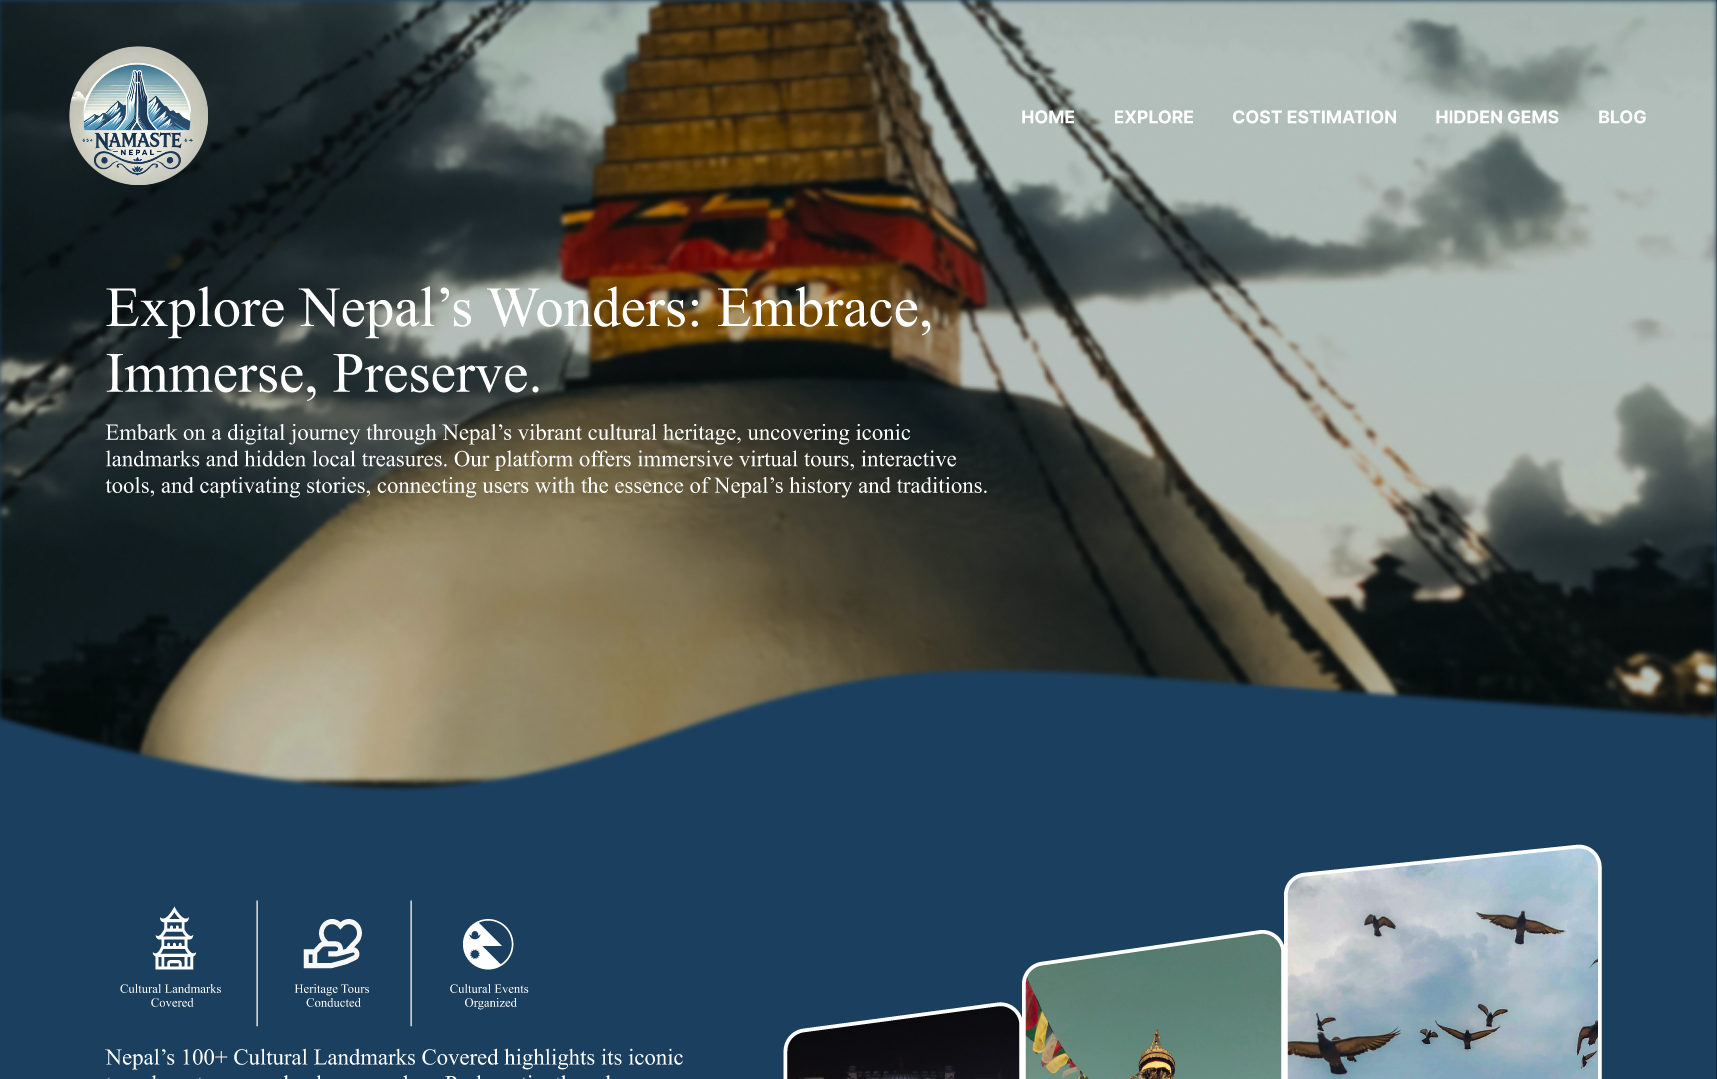 NAMASTE
NEPAL
HOME EXPLORE COST ESTIMATION HIDDEN GEMS BLOG
Explore Nepal’s Wonders: Embrace,
Immerse, Preserve.
Embark on a digital journey through Nepal’s vibrant cultural heritage, uncovering iconic
landmarks and hidden local treasures. Our platform offers immersive virtual tours, interactive
tools, and captivating stories, connecting users with the essence of Nepal’s history and traditions.
Cultural Landmarks
Covered
Heritage Tours
Conducted
Cultural Events
Organized
Nepal’s 100+ Cultural Landmarks Covered highlights its iconic